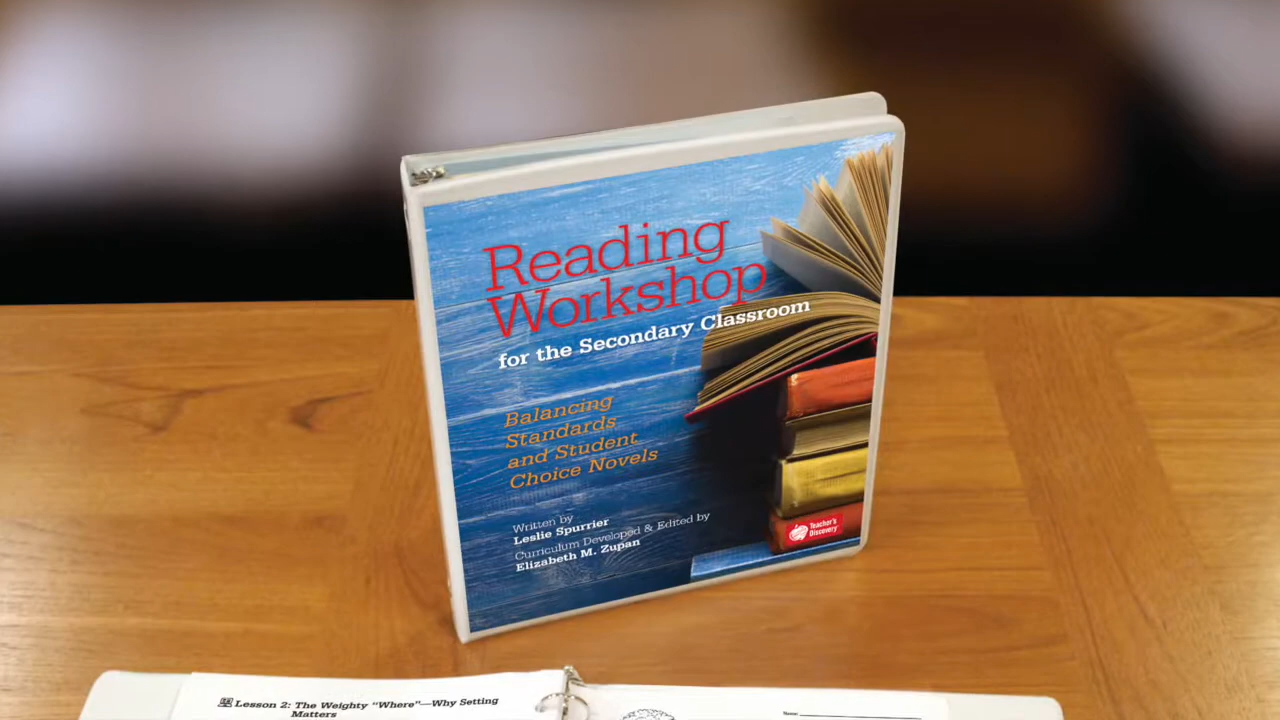 Reading
Workshop
for the Secondary Classroom
Balancing
Standards
and Student
Choice Novels
Written by
Leslie Spurrier
Curriculum Developed & Edited by
Elizabeth M. Zupan
Teacher's
Discovery
Lesson 2: The Weighty “Where”—Why Setting
Matters
Name: